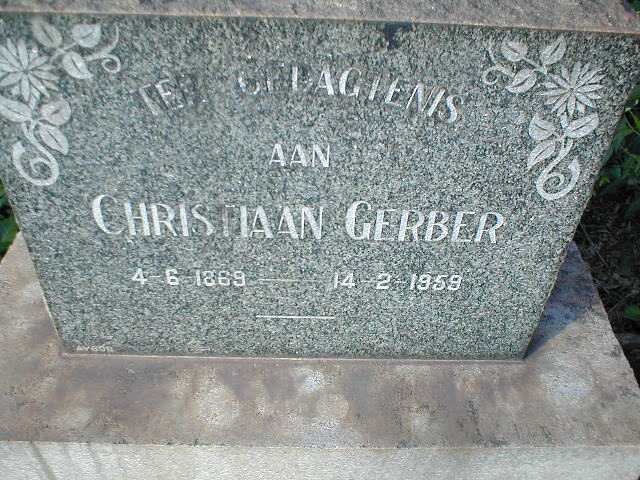 TER GEDAGTENIS
AAN
CHRISTIAAN GERBER
4-6-1869 — 14-2-1959